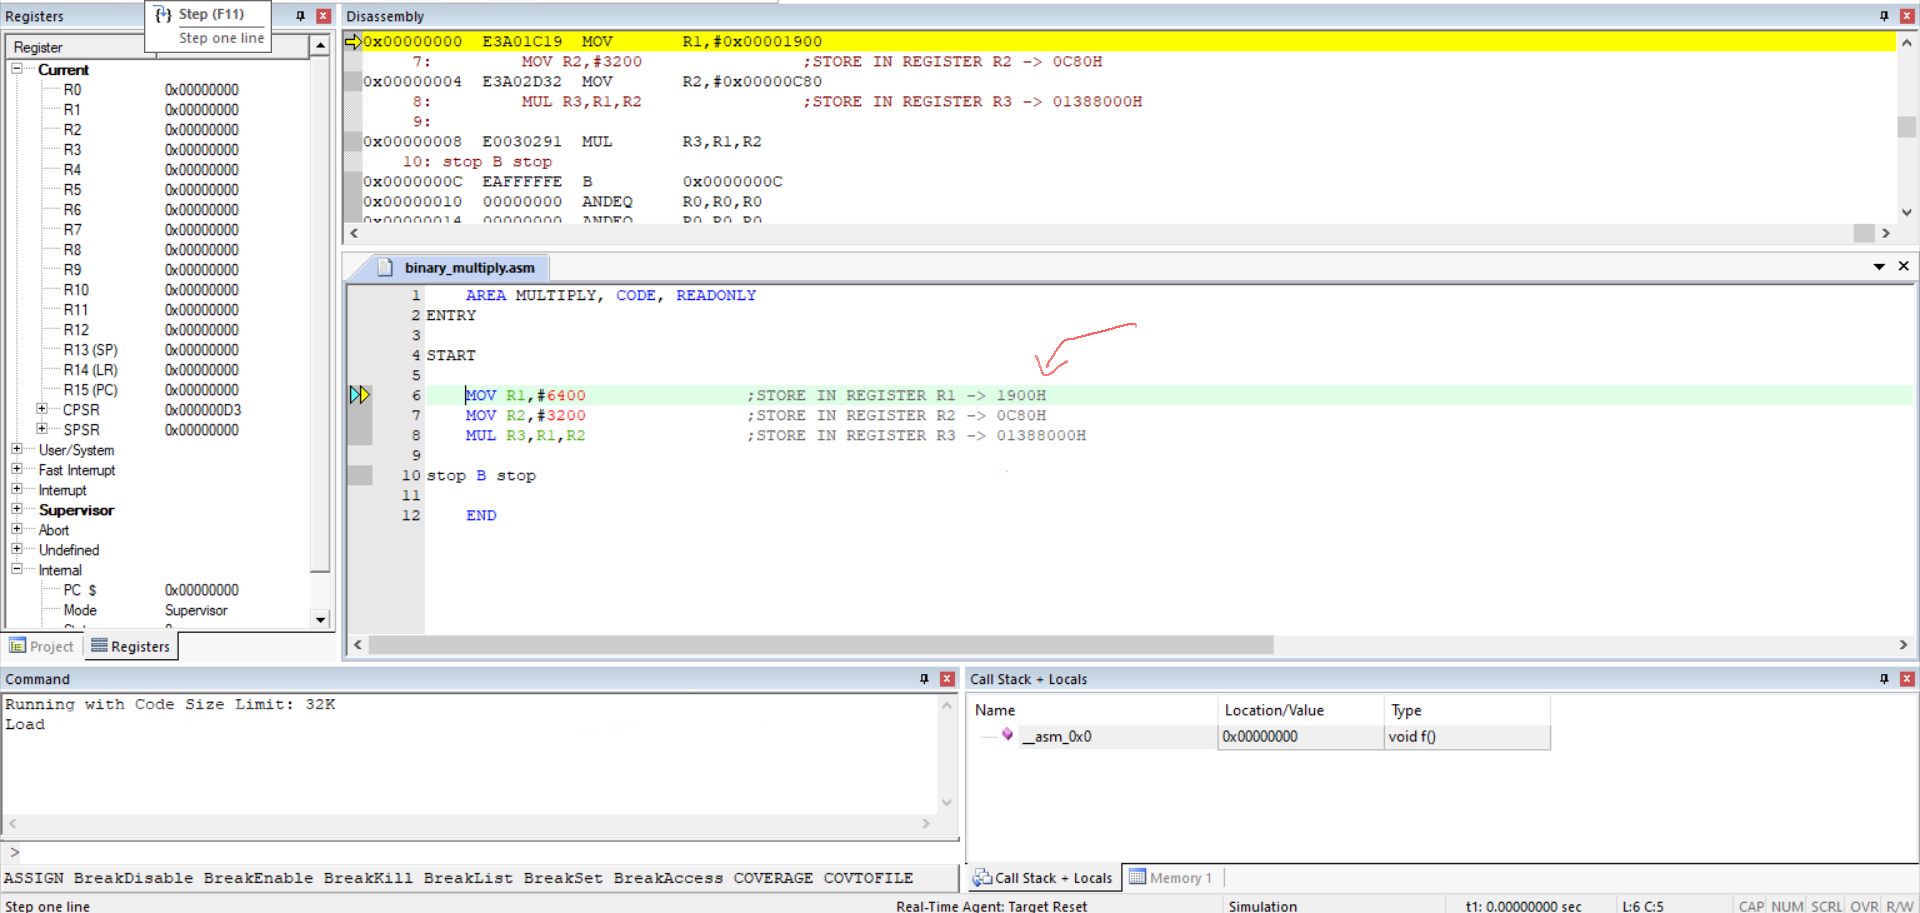 Registers
Step (F11)
Step one line
Register
Current
R0 0x00000000
R1 0x00000000
R2 0x00000000
R3 0x00000000
R4 0x00000000
R5 0x00000000
R6 0x00000000
R7 0x00000000
R8 0x00000000
R9 0x00000000
R10 0x00000000
R11 0x00000000
R12 0x00000000
R13 (SP) 0x00000000
R14 (LR) 0x00000000
R15 (PC) 0x00000000
CPSR 0x000000D3
SPSR 0x00000000
User/System
Fast Interrupt
Interrupt
Supervisor
Abort
Undefined
Internal
PC $ 0x00000000
Mode Supervisor
Project Registers
Disassembly
0x00000000 E3A01C19 MOV R1,#0x00001900
7: MOV R2,#3200 ;STORE IN REGISTER R2 -> 0C80H
0x00000004 E3A02D32 MOV R2,#0x00000C80
8: MUL R3,R1,R2 ;STORE IN REGISTER R3 -> 01388000H
9:
0x00000008 E0030291 MUL R3,R1,R2
10: stop B stop
0x0000000C EAFFFFFE B 0x0000000C
0x00000010 00000000 ANDEQ R0,R0,R0
0x00000014 00000000 ANDEQ R0,R0,R0
binary_multiply.asm
1 AREA MULTIPLY, CODE, READONLY
2 ENTRY
3
4 START
5
6 MOV R1,#6400 ;STORE IN REGISTER R1 -> 1900H
7 MOV R2,#3200 ;STORE IN REGISTER R2 -> 0C80H
8 MUL R3,R1,R2 ;STORE IN REGISTER R3 -> 01388000H
9
10 stop B stop
11
12 END
Command
Running with Code Size Limit: 32K
Load
>
ASSIGN BreakDisable BreakEnable BreakKill BreakList BreakSet BreakAccess COVERAGE COVTOFILE
Call Stack + Locals
Name Location/Value Type
__asm_0x0 0x00000000 void f()
Call Stack + Locals Memory 1
Step one line Real-Time Agent: Target Reset Simulation t1: 0.00000000 sec L:6 C:5 CAP NUM SCRL OVR R/W